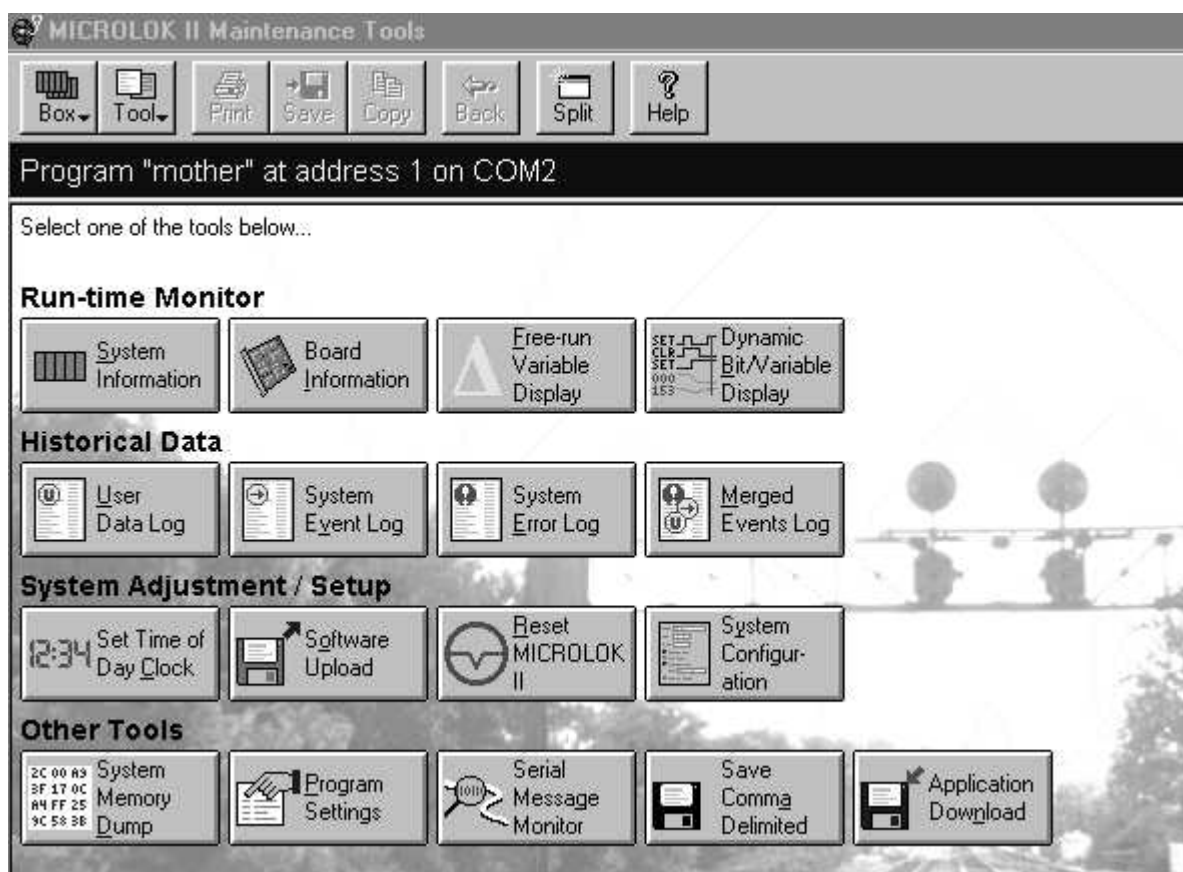 MICROLOK II Maintenance Tools
Box Tool Print Save Copy Back Split Help
Program "mother" at address 1 on COM2
Select one of the tools below...
Run-time Monitor
System
Information
Board
Information
Free-run
Variable
Display
SET
CLR
SET
000
153
Dynamic
Bit/Variable
Display
Historical Data
User
Data Log
System
Event Log
System
Error Log
Merged
Events Log
System Adjustment / Setup
12:34
Set Time of
Day Clock
Software
Upload
Reset
MICROLOK
II
System
Configur-
ation
Other Tools
2C 00 A9
3F 17 0C
A4 FF 25
9C 58 3B
System
Memory
Dump
Program
Settings
Serial
Message
Monitor
Save
Comma
Delimited
Application
Download